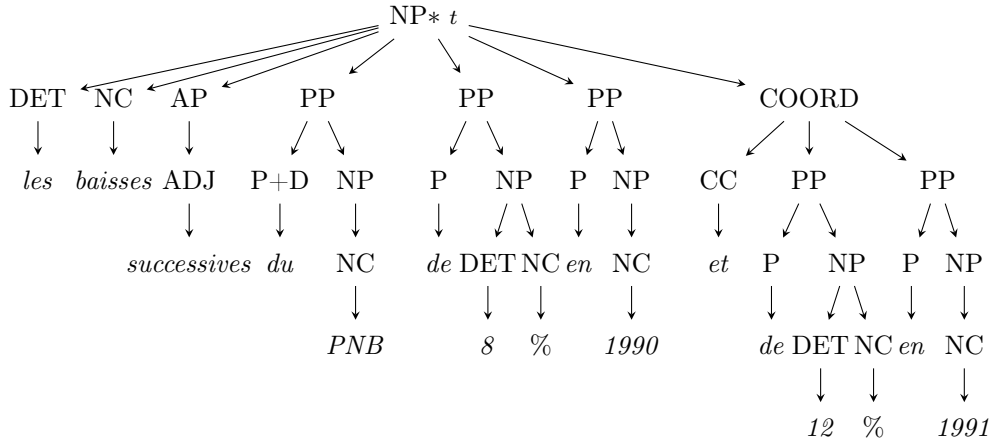 NP* t
DET NC AP PP PP PP COORD
les baisses ADJ P+D NP P NP P NP CC PP PP
successives du NC de DET NC en NC et P NP P NP
PNB 8 % 1990 de DET NC en NC
12 % 1991